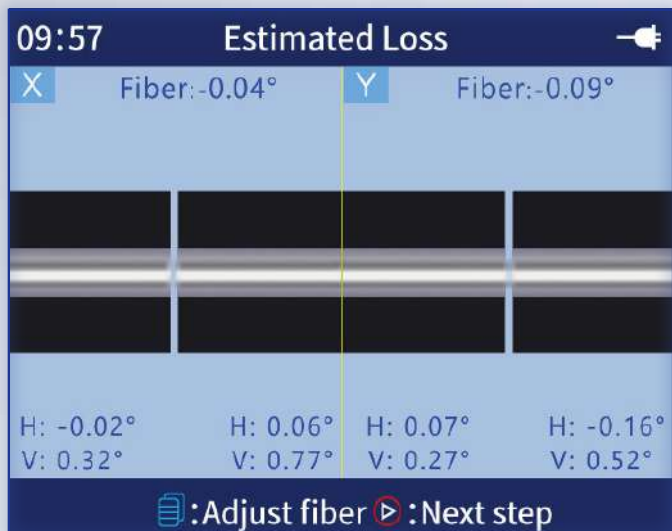 09:57 Estimated Loss
X Fiber:-0.04° Y Fiber:-0.09°
H: -0.02° H: 0.06° H: 0.07° H: -0.16°
V: 0.32° V: 0.77° V: 0.27° V: 0.52°
:Adjust fiber :Next step